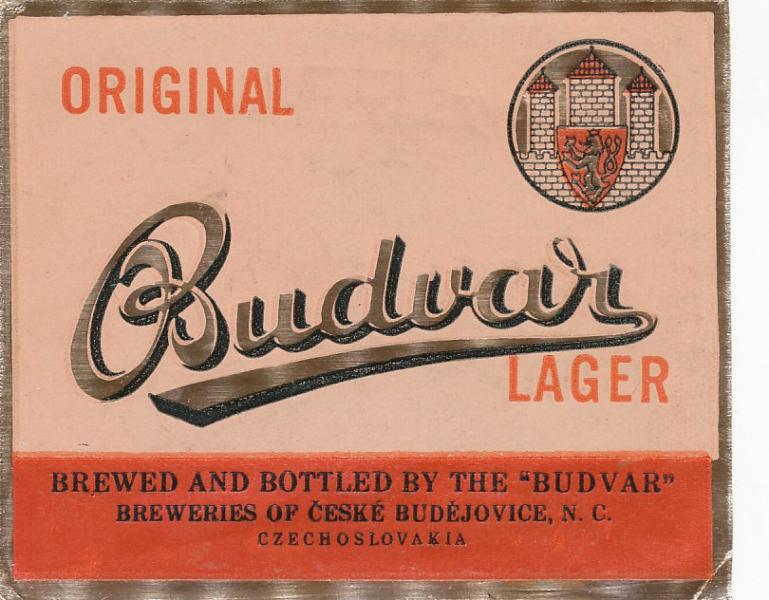 ORIGINAL
Budvar
LAGER
BREWED AND BOTTLED BY THE “BUDVAR”
BREWERIES OF ČESKÉ BUDĚJOVICE, N. C.
CZECHOSLOVAKIA